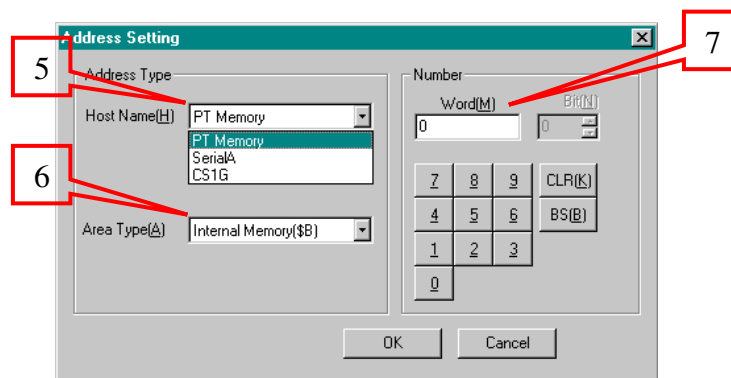 Address Setting
5
7
6
Address Type
Host Name(H)
PT Memory
PT Memory
SerialA
CS1G
Area Type(A)
Internal Memory($B)
Number
Word(M)
Bit(N)
0
0
7 8 9 CLR(K)
4 5 6 BS(B)
1 2 3
0
OK Cancel